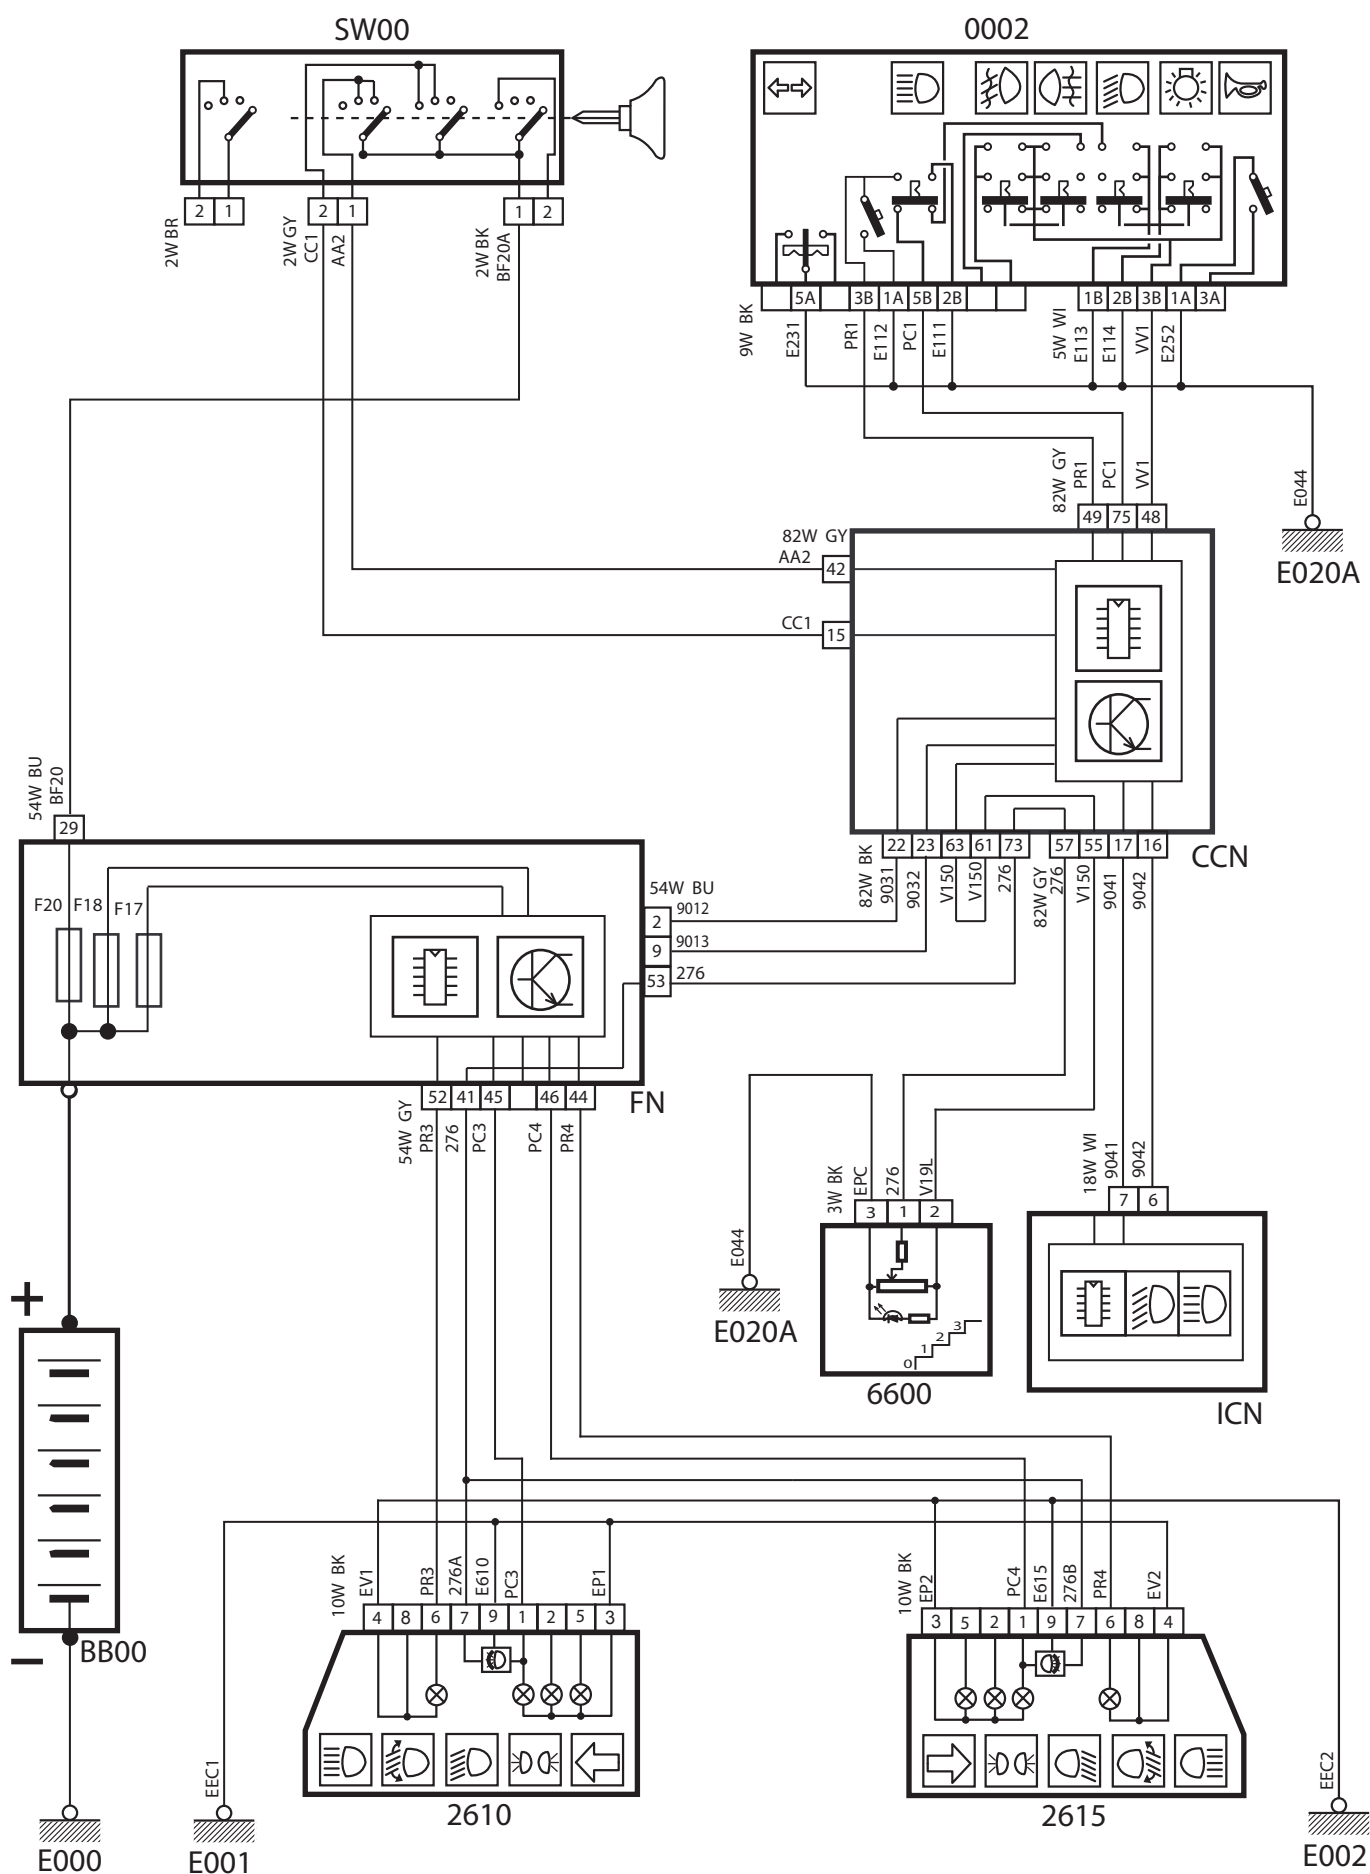 SW00
0002
2 1
2 1
1 2
2W BR
2W GY
CC1
AA2
2W BK
BF20A
5A 3B 1A 5B 2B
1B 2B 3B 1A 3A
9W BK
E231
PR1
E112
PC1
E111
5W WI
E113
E114
VV1
E252
82W GY
PR1
PC1
VV1
E044
49 75 48
E020A
82W GY
AA2
42
CC1
15
54W BU
BF20
29
22 23 63 61 73 57 55 17 16
CCN
82W BK
9031
9032
V150
V150
276
82W GY
276
V150
9041
9042
F20 F18 F17
54W BU
2 9012
9 9013
53 276
52 41 45 46 44
FN
54W GY
PR3
276
PC3
PC4
PR4
3W BK
EPC
276
V19L
18W WI
9041
9042
3 1 2
7 6
E044
E020A
0 1 2 3
6600
ICN
+
10W BK
EV1
PR3
276A
E610
PC3
EP1
10W BK
EP2
PC4
E615
276B
PR4
EV2
4 8 6 7 9 1 2 5 3
3 5 2 1 9 7 6 8 4
BB00
−
EEC1
EEC2
2610
2615
E000
E001
E002